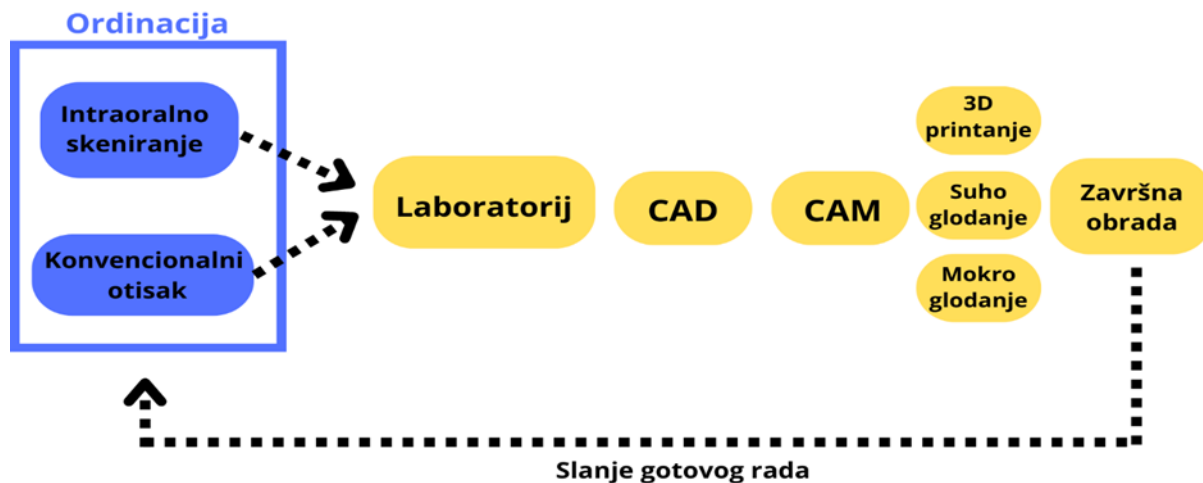 Ordinacija
Intraoralno
skeniranje
Konvencionalni
otisak
Laboratorij
CAD
CAM
3D
printanje
Suho
glodanje
Mokro
glodanje
Završna
obrada
Slanje gotovog rada